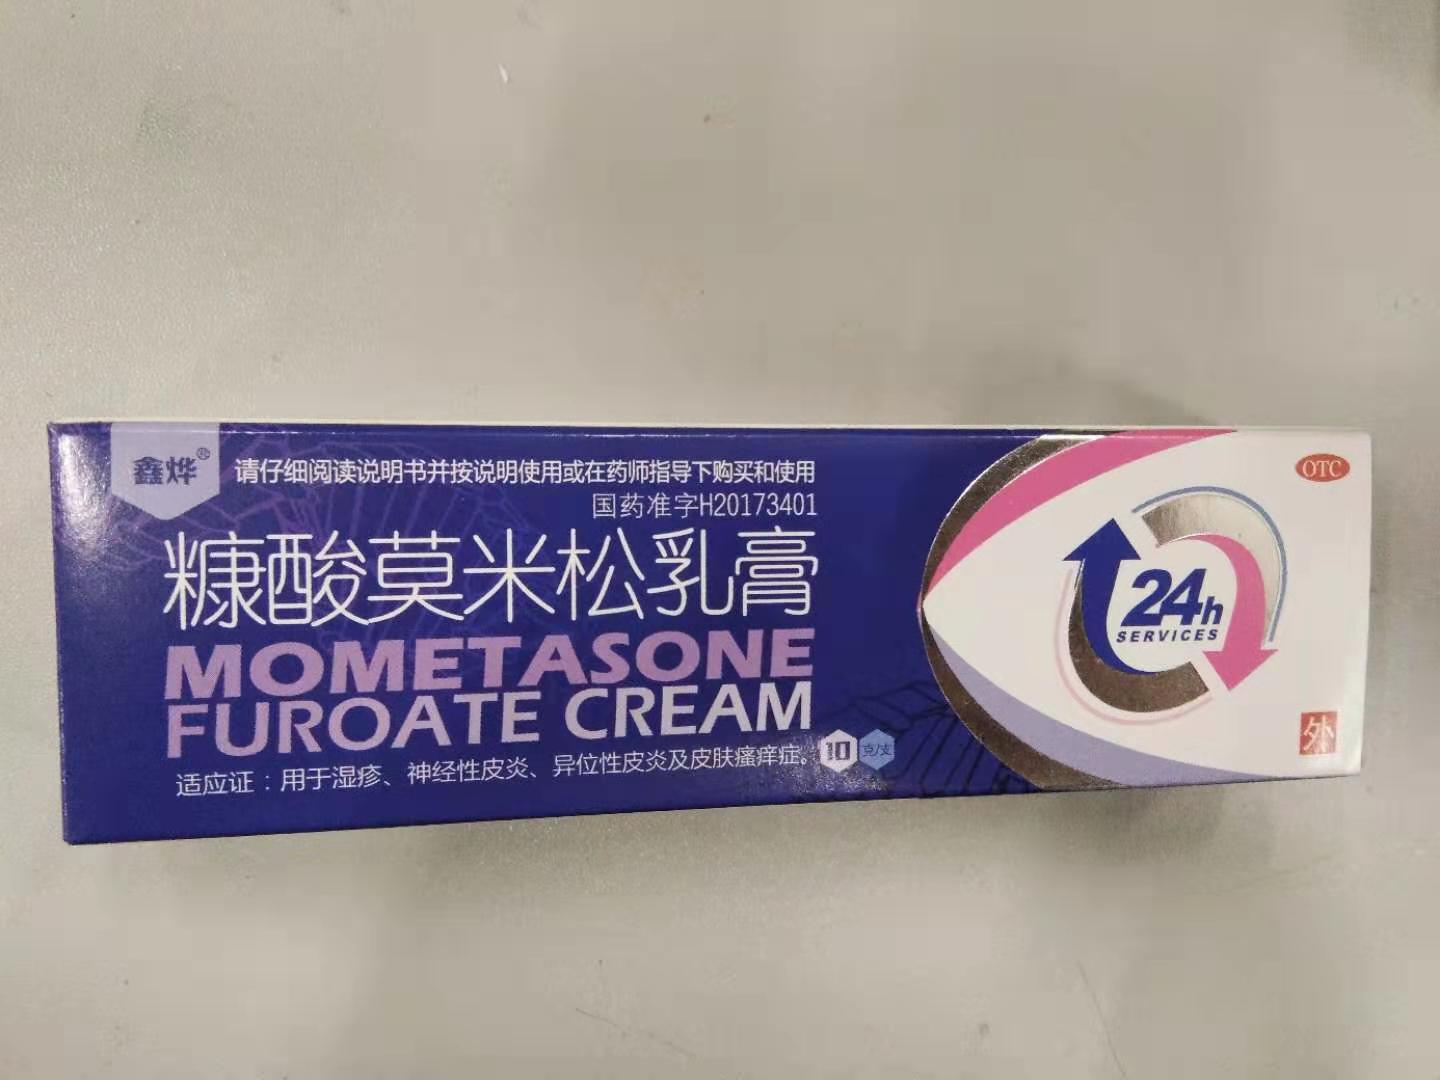 鑫烨®
请仔细阅读说明书并按说明使用或在药师指导下购买和使用
国药准字H20173401
糠酸莫米松乳膏
MOMETASONE
FUROATE CREAM
适应证：用于湿疹、神经性皮炎、异位性皮炎及皮肤瘙痒症。
10克/支
OTC
24h
SERVICES
外